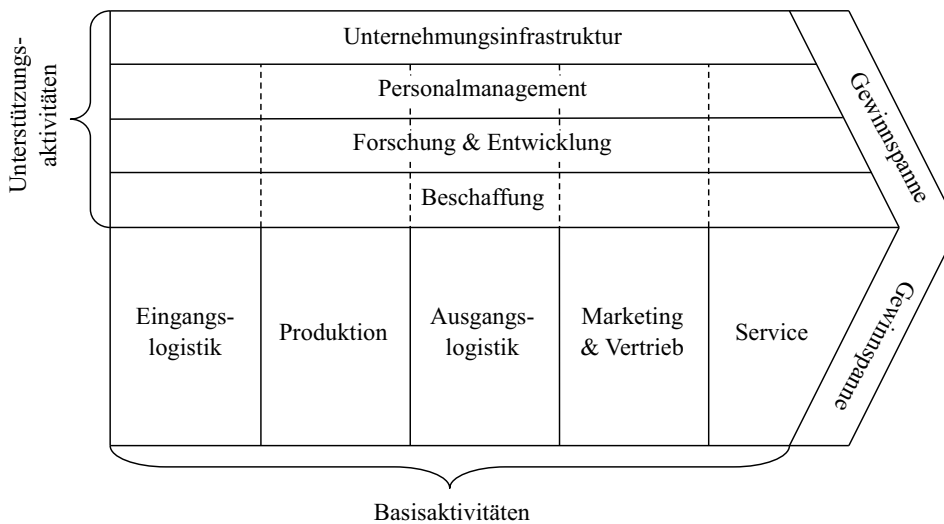 Unterstützungs-
aktivitäten
Unternehmungsinfrastruktur
Personalmanagement
Forschung & Entwicklung
Beschaffung
Gewinnspanne
Eingangs-
logistik
Produktion
Ausgangs-
logistik
Marketing
& Vertrieb
Service
Gewinnspanne
Basisaktivitäten